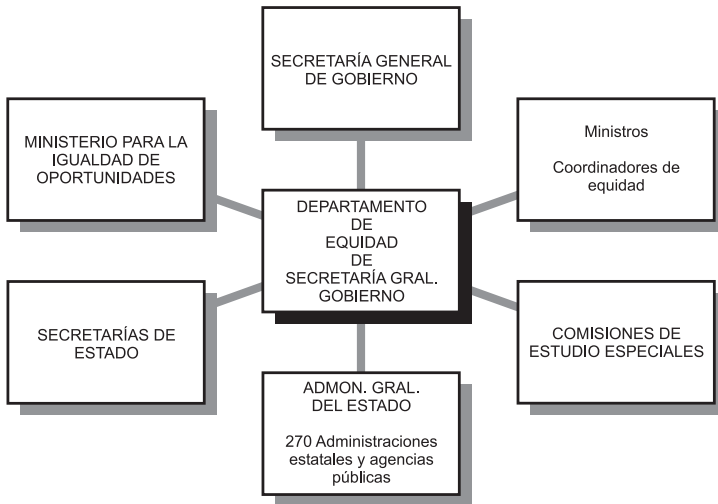 SECRETARÍA GENERAL
DE GOBIERNO
MINISTERIO PARA LA
IGUALDAD DE
OPORTUNIDADES
Ministros
Coordinadores de
equidad
DEPARTAMENTO
DE
EQUIDAD
DE
SECRETARÍA GRAL.
GOBIERNO
SECRETARÍAS DE
ESTADO
COMISIONES DE
ESTUDIO ESPECIALES
ADMON. GRAL.
DEL ESTADO
270 Administraciones
estatales y agencias
públicas